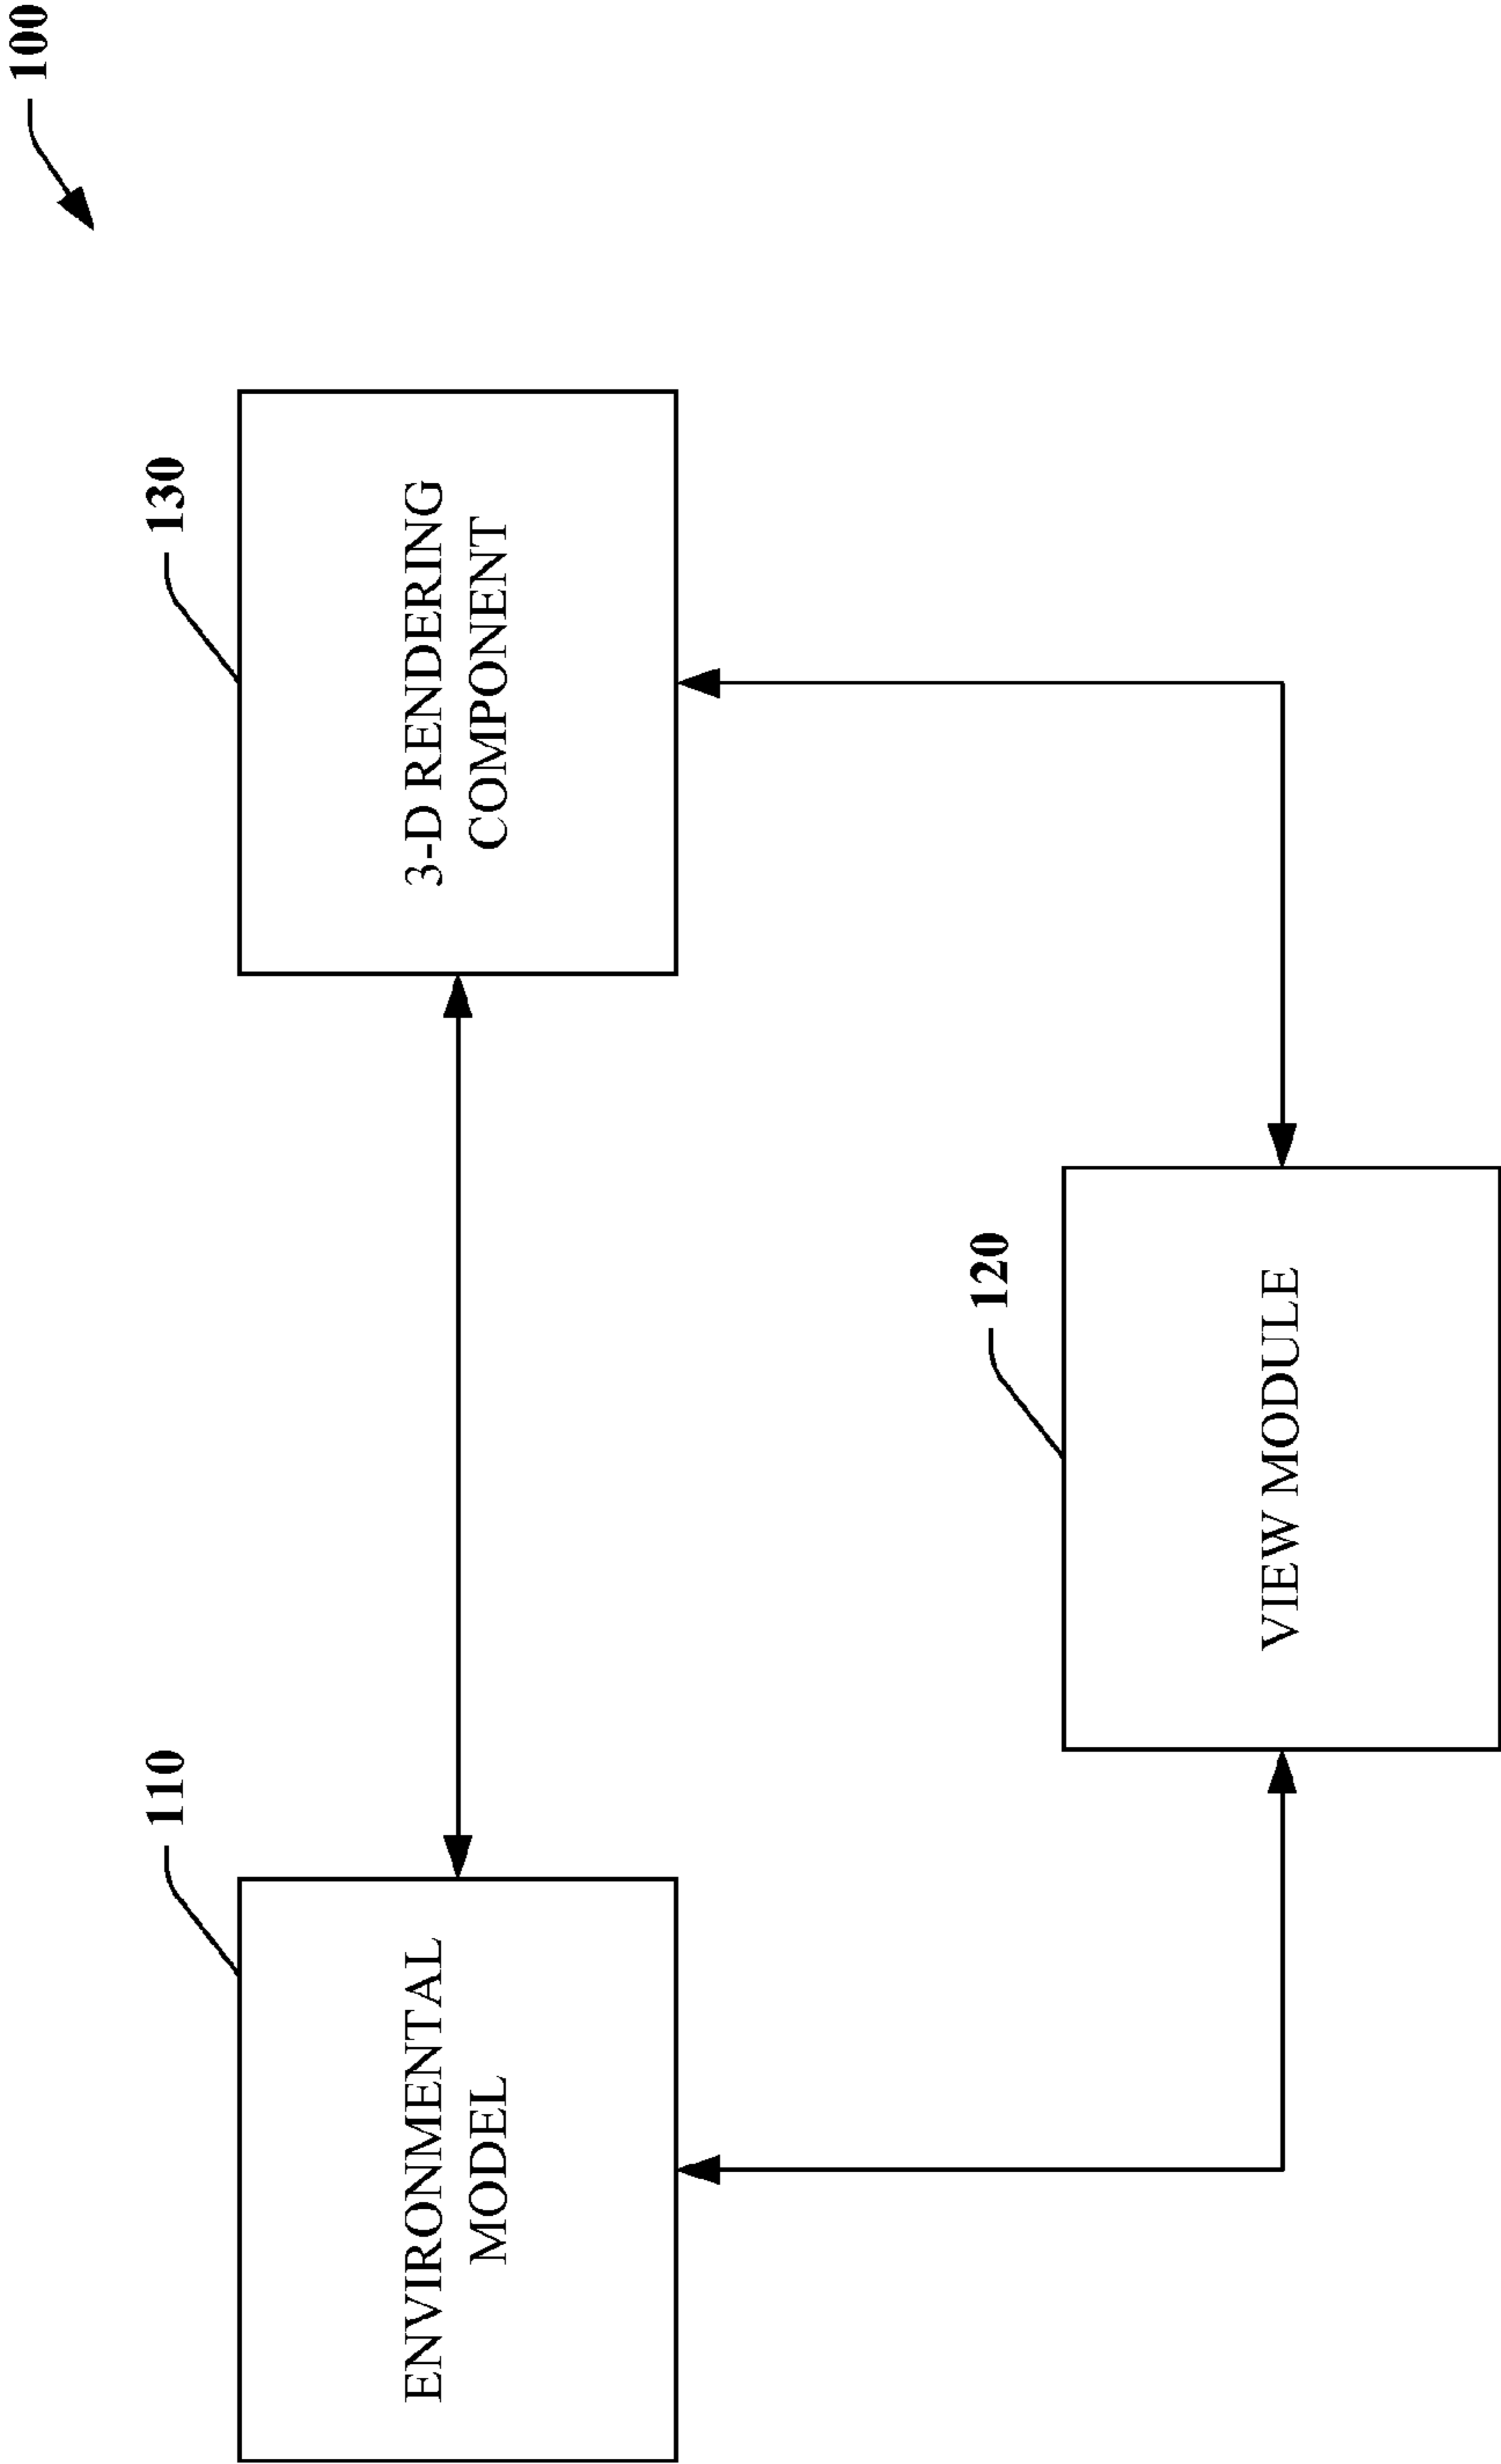 100
110
ENVIRONMENTAL
MODEL
130
3-D RENDERING
COMPONENT
120
VIEW MODULE